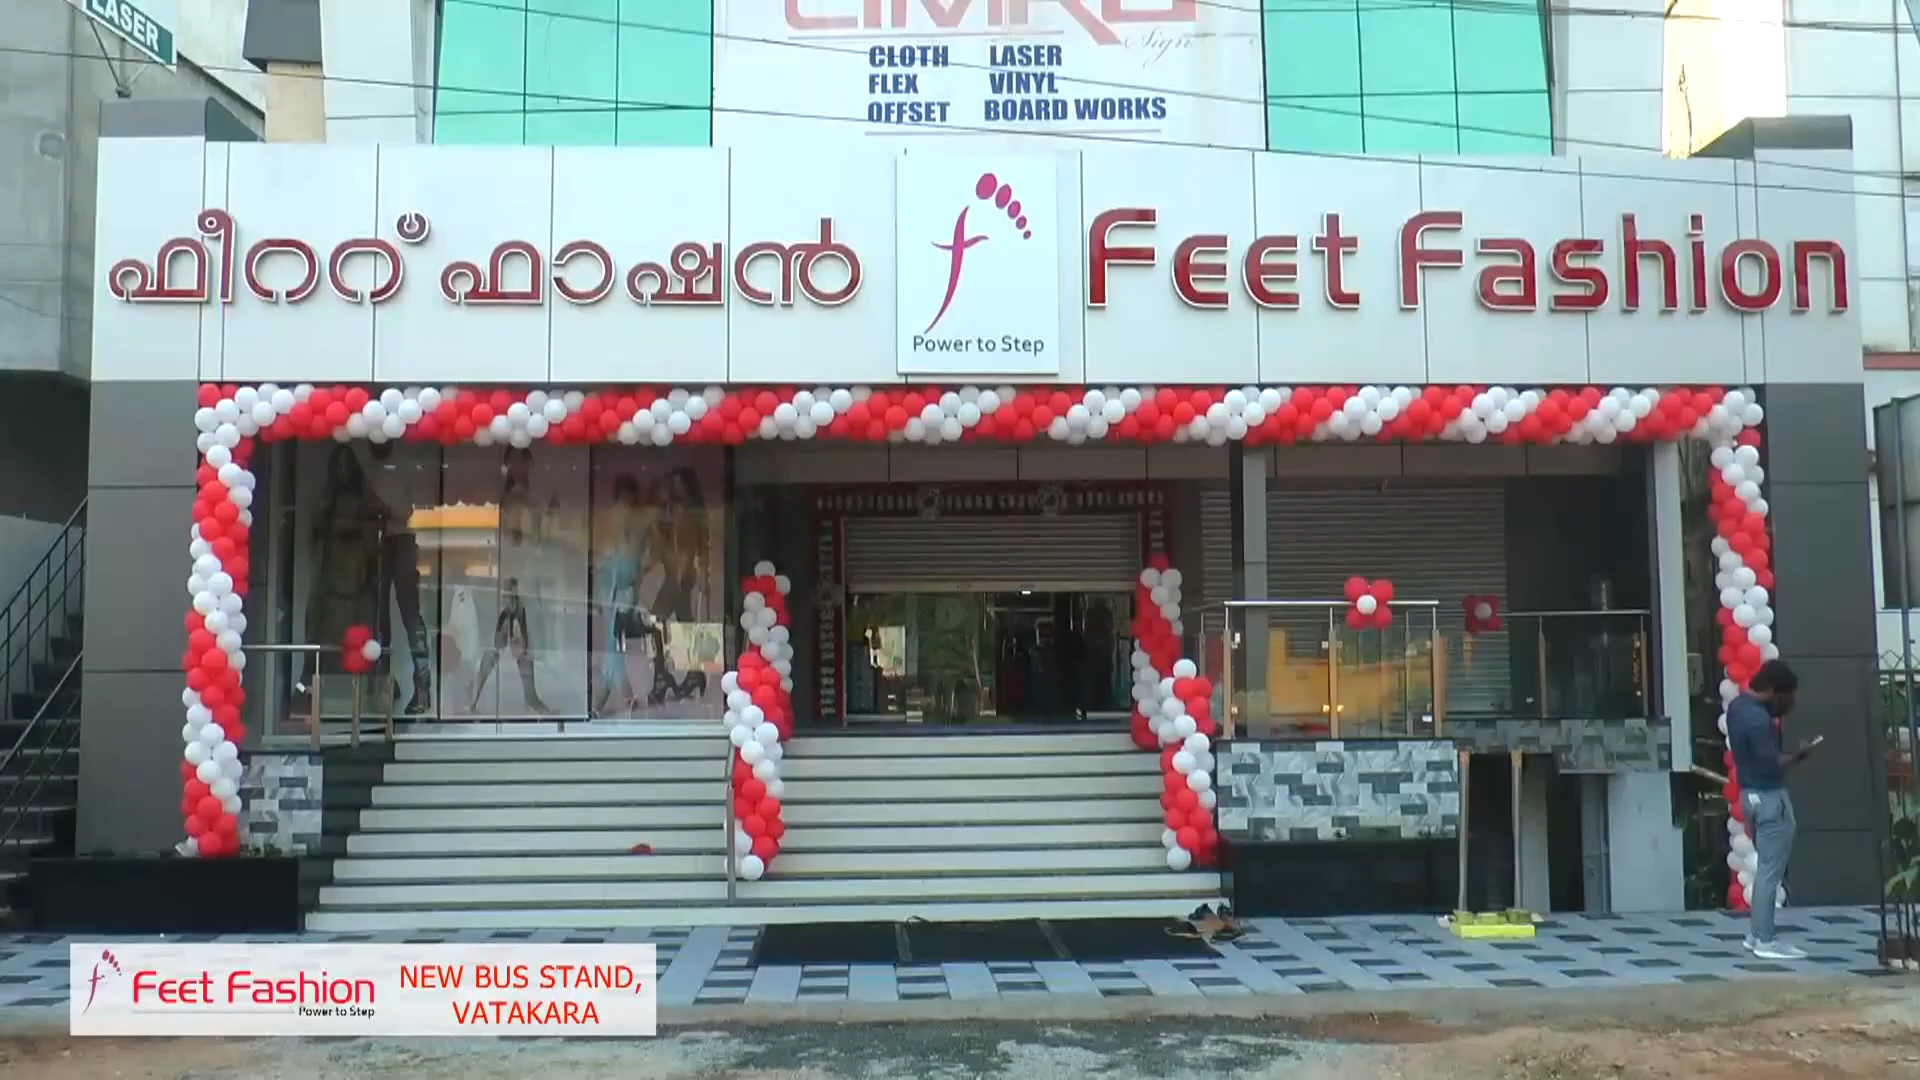 LASER
CLOTH LASER
FLEX VINYL
OFFSET BOARD WORKS
ഫീററ് ഫാഷൻ
Power to Step
Feet Fashion
Feet Fashion
Power to Step
NEW BUS STAND,
VATAKARA